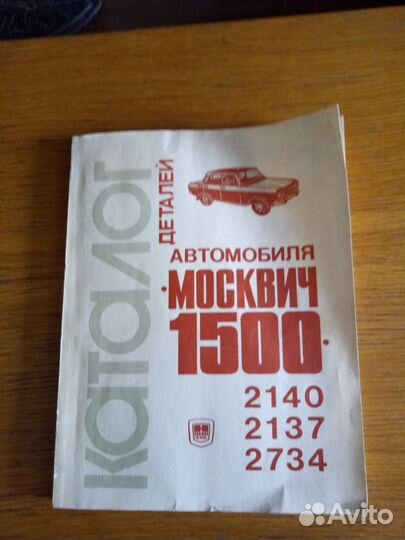 каталог
ДЕТАЛЕЙ
АВТОМОБИЛЯ
·МОСКВИЧ
1500·
2140
2137
2734
Avito